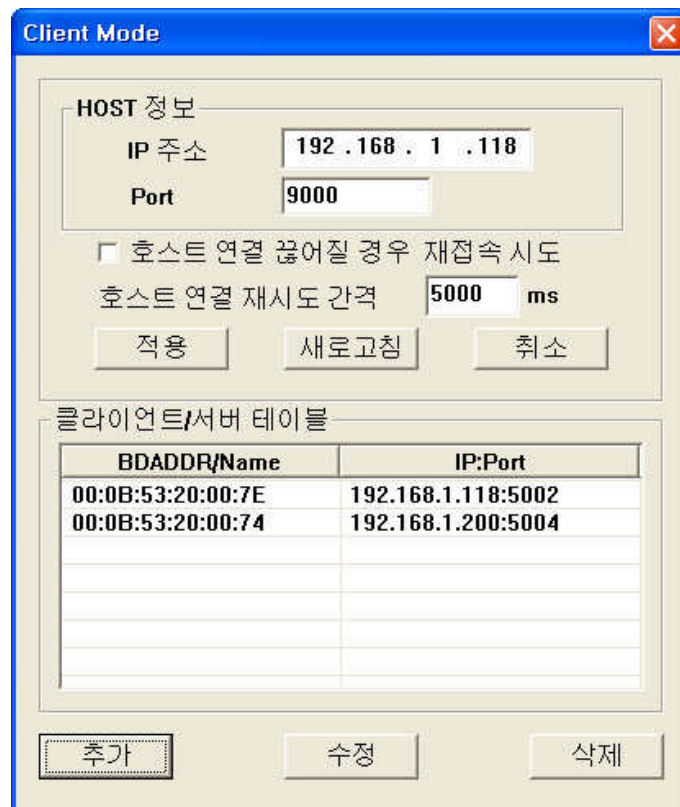 Client Mode
HOST 정보
IP 주소 192 .168 . 1 .118
Port 9000
호스트 연결 끊어질 경우 재접속 시도
호스트 연결 재시도 간격 5000 ms
적용 새로고침 취소
클라이언트/서버 테이블
BDADDR/Name IP:Port
00:0B:53:20:00:7E 192.168.1.118:5002
00:0B:53:20:00:74 192.168.1.200:5004
추가 수정 삭제